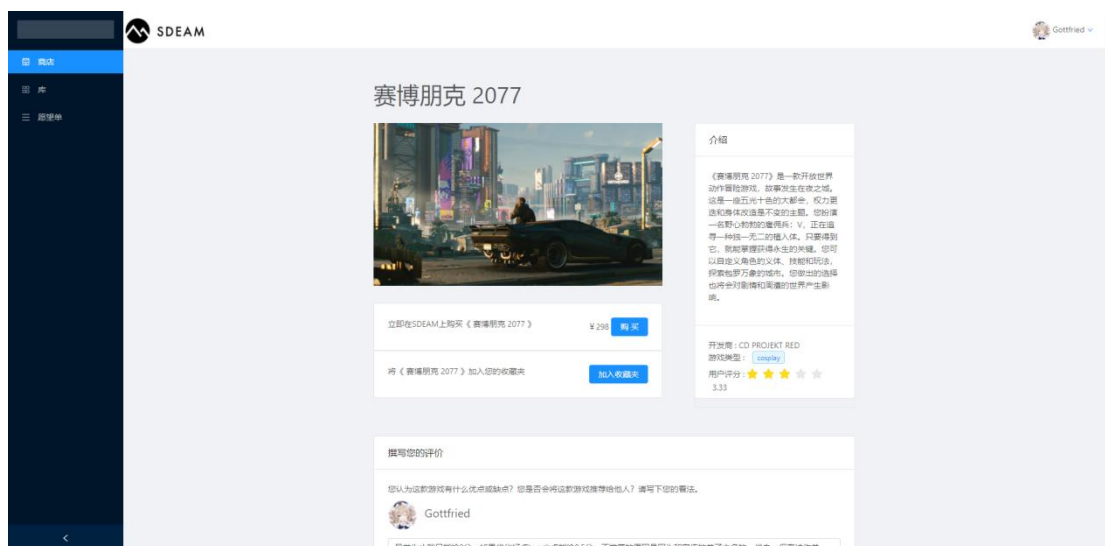 SDEAM
Gottfried
商店
库
愿望单
赛博朋克 2077
介绍
《赛博朋克 2077》是一款开放世界
动作冒险游戏，故事发生在夜之城。
这是一座五光十色的大都会，权力更
迭和身体改造是不变的主题。您扮演
一名野心勃勃的雇佣兵：V，正在追
寻一种独一无二的植入体。只要得到
它，就能掌握获得永生的关键。您可
以自定义角色的义体、技能和玩法，
探索包罗万象的城市。您做出的选择
也将会对剧情和周遭的世界产生影
响。
立即在SDEAM上购买《 赛博朋克 2077 》
¥ 298 购 买
将《 赛博朋克 2077 》加入您的收藏夹
加入收藏夹
开发商 : CD PROJEKT RED
游戏类型 : cosplay
用户评分 :
3.33
撰写您的评价
您认为这款游戏有什么优点或缺点？您是否会将这款游戏推荐给他人？请写下您的看法。
Gottfried